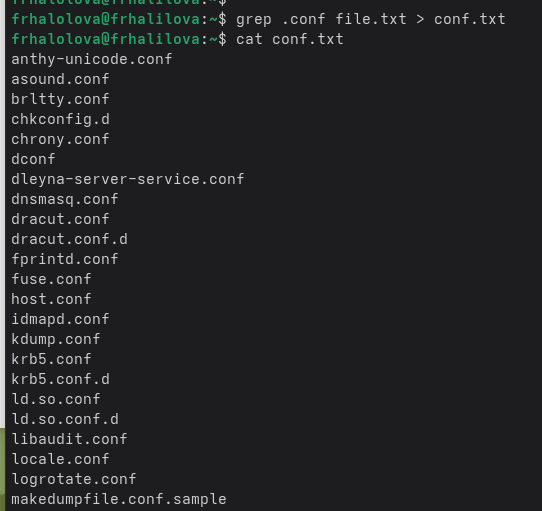 frhalolova@frhalilova:~$
frhalolova@frhalilova:~$ grep .conf file.txt > conf.txt
frhalolova@frhalilova:~$ cat conf.txt
anthy-unicode.conf
asound.conf
brltty.conf
chkconfig.d
chrony.conf
dconf
dleyna-server-service.conf
dnsmasq.conf
dracut.conf
dracut.conf.d
fprintd.conf
fuse.conf
host.conf
idmapd.conf
kdump.conf
krb5.conf
krb5.conf.d
ld.so.conf
ld.so.conf.d
libaudit.conf
locale.conf
logrotate.conf
makedumpfile.conf.sample